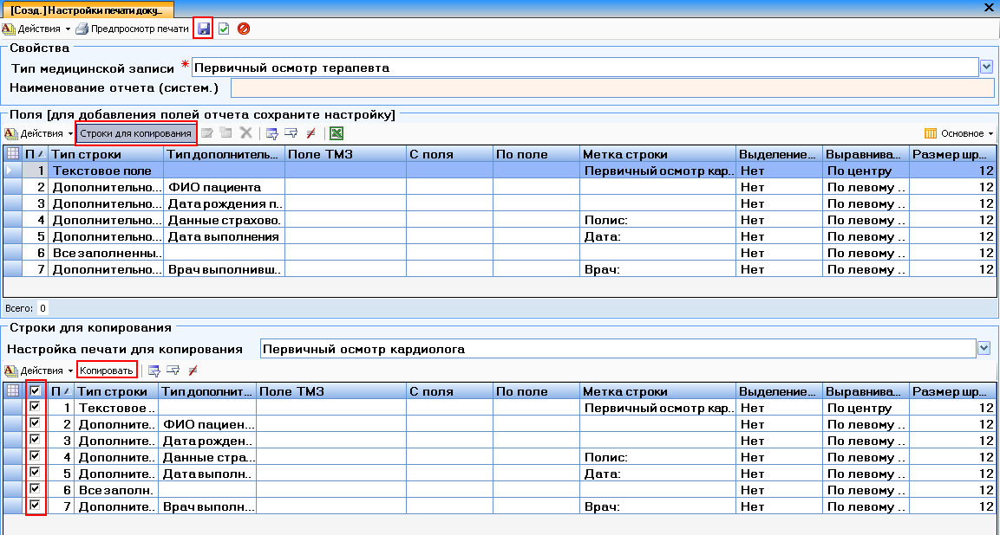 [Созд.] Настройки печати доку...
Действия Предпросмотр печати
Свойства
Тип медицинской записи * Первичный осмотр терапевта
Наименование отчета (систем.)
Поля [для добавления полей отчета сохраните настройку]
Действия Строки для копирования Основное
П Тип строки Тип дополнитель... Поле ТМЗ С поля По поле Метка строки Выделение... Выравнива... Размер шр...
1 Текстовое поле Первичный осмотр кар.. Нет По центру 12
2 Дополнительно... ФИО пациента Нет По левому .. 12
3 Дополнительно... Дата рождения п.. Нет По левому .. 12
4 Дополнительно... Данные страхово. Полис: Нет По левому .. 12
5 Дополнительно... Дата выполнения Дата: Нет По левому .. 12
6 Все заполненны.. Нет По левому .. 12
7 Дополнительно... Врач выполнивш.. Врач: Нет По левому .. 12
Всего: 0
Строки для копирования
Настройка печати для копирования Первичный осмотр кардиолога
Действия Копировать
П Тип строки Тип дополнит... Поле ТМЗ С поля По поле Метка строки Выделение... Выравнива... Размер шр...
1 Текстовое .. Первичный осмотр кар.. Нет По центру 12
2 Дополните.. ФИО пациен... Нет По левому .. 12
3 Дополните.. Дата рожден.. Нет По левому .. 12
4 Дополните.. Данные стра... Полис: Нет По левому .. 12
5 Дополните.. Дата выполн.. Дата: Нет По левому .. 12
6 Все заполн. Нет По левому .. 12
7 Дополните.. Врач выполн... Врач: Нет По левому .. 12